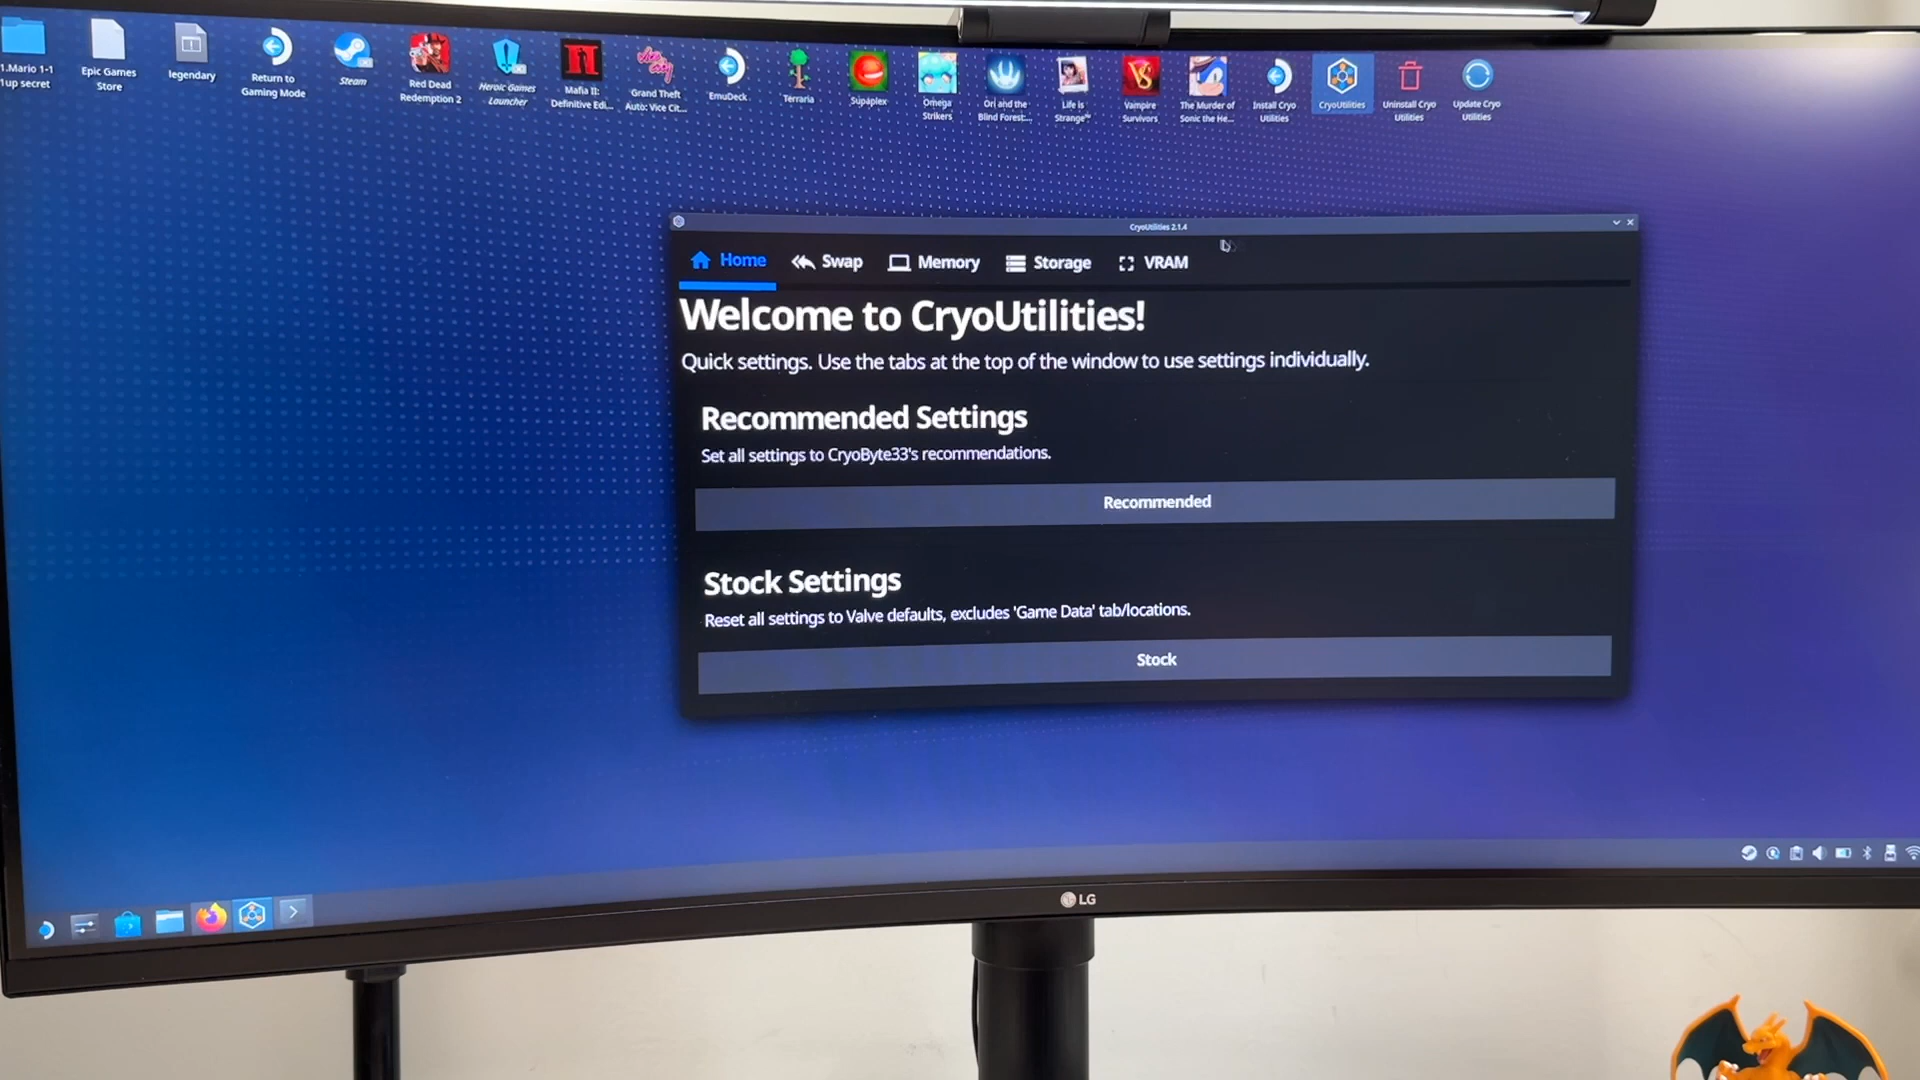 1.Mario 1-1
1up secret
Epic Games
Store
legendary
Return to
Gaming Mode
Steam
Red Dead
Redemption 2
Heroic Games
Launcher
Mafia II:
Definitive Edi...
Grand Theft
Auto: Vice Cit...
EmuDeck
Terraria
Supaplex
Omega
Strikers
Ori and the
Blind Forest:...
Life is
Strange™
Vampire
Survivors
The Murder of
Sonic the He...
Install Cryo
Utilities
CryoUtilities
Uninstall Cryo
Utilities
Update Cryo
Utilities
CryoUtilities 2.1.4
Home
Swap
Memory
Storage
VRAM
Welcome to CryoUtilities!
Quick settings. Use the tabs at the top of the window to use settings individually.
Recommended Settings
Set all settings to CryoByte33's recommendations.
Recommended
Stock Settings
Reset all settings to Valve defaults, excludes 'Game Data' tab/locations.
Stock
LG